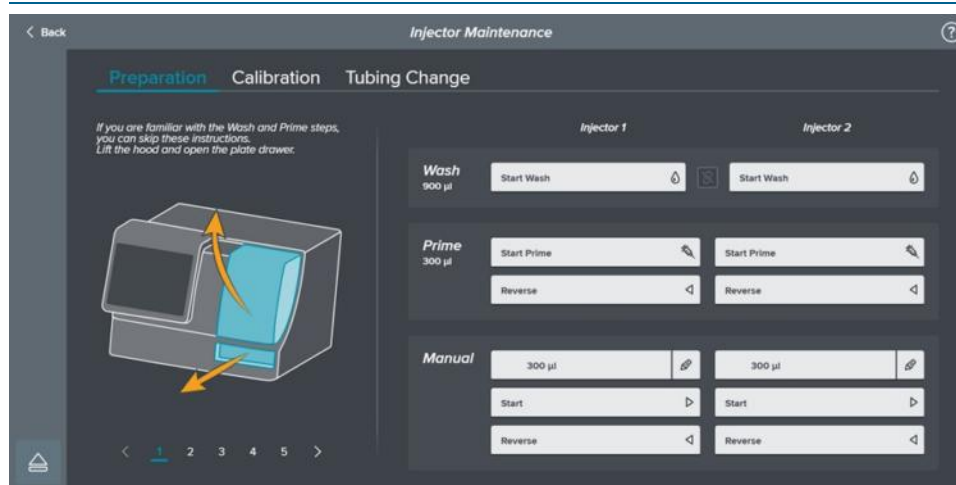 < Back
Injector Maintenance
?
Preparation
Calibration
Tubing Change
If you are familiar with the Wash and Prime steps,
you can skip these instructions.
Lift the hood and open the plate drawer.
Injector 1
Injector 2
Wash
900 µl
Start Wash
Start Wash
Prime
300 µl
Start Prime
Start Prime
Reverse
Reverse
Manual
300 µl
300 µl
Start
Start
Reverse
Reverse
< 1 2 3 4 5 >